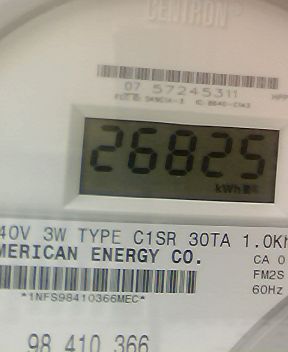 CENTRON
07 57245311
26825
kWh
40V 3W TYPE C1SR 30TA 1.0Kh
MERICAN ENERGY CO.
CA 0
FM2S
60Hz
*1NFS98410366MEC*
98 410 366